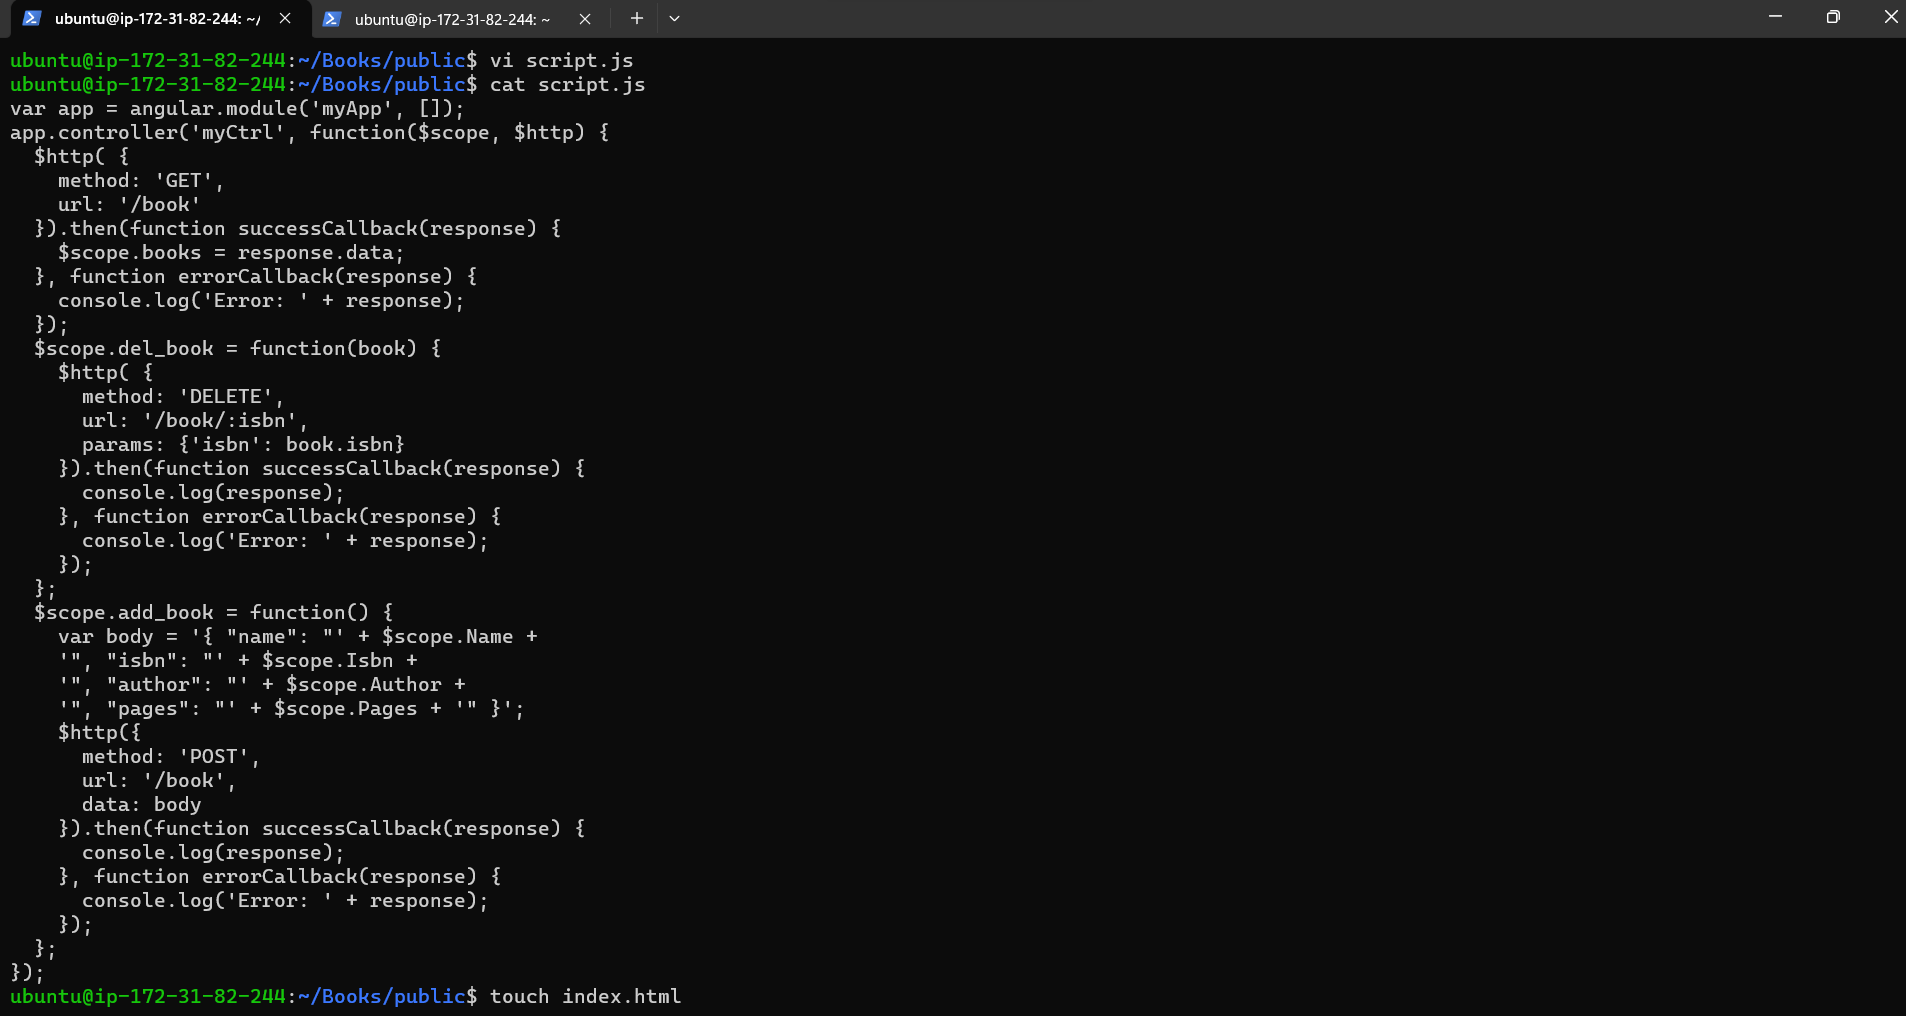 ubuntu@ip-172-31-82-244: ~/
ubuntu@ip-172-31-82-244: ~
ubuntu@ip-172-31-82-244:~/Books/public$ vi script.js
ubuntu@ip-172-31-82-244:~/Books/public$ cat script.js
var app = angular.module('myApp', []);
app.controller('myCtrl', function($scope, $http) {
  $http( {
    method: 'GET',
    url: '/book'
  }).then(function successCallback(response) {
    $scope.books = response.data;
  }, function errorCallback(response) {
    console.log('Error: ' + response);
  });
  $scope.del_book = function(book) {
    $http( {
      method: 'DELETE',
      url: '/book/:isbn',
      params: {'isbn': book.isbn}
    }).then(function successCallback(response) {
      console.log(response);
    }, function errorCallback(response) {
      console.log('Error: ' + response);
    });
  };
  $scope.add_book = function() {
    var body = '{ "name": "' + $scope.Name +
    '", "isbn": "' + $scope.Isbn +
    '", "author": "' + $scope.Author +
    '", "pages": "' + $scope.Pages + '" }';
    $http({
      method: 'POST',
      url: '/book',
      data: body
    }).then(function successCallback(response) {
      console.log(response);
    }, function errorCallback(response) {
      console.log('Error: ' + response);
    });
  };
});
ubuntu@ip-172-31-82-244:~/Books/public$ touch index.html